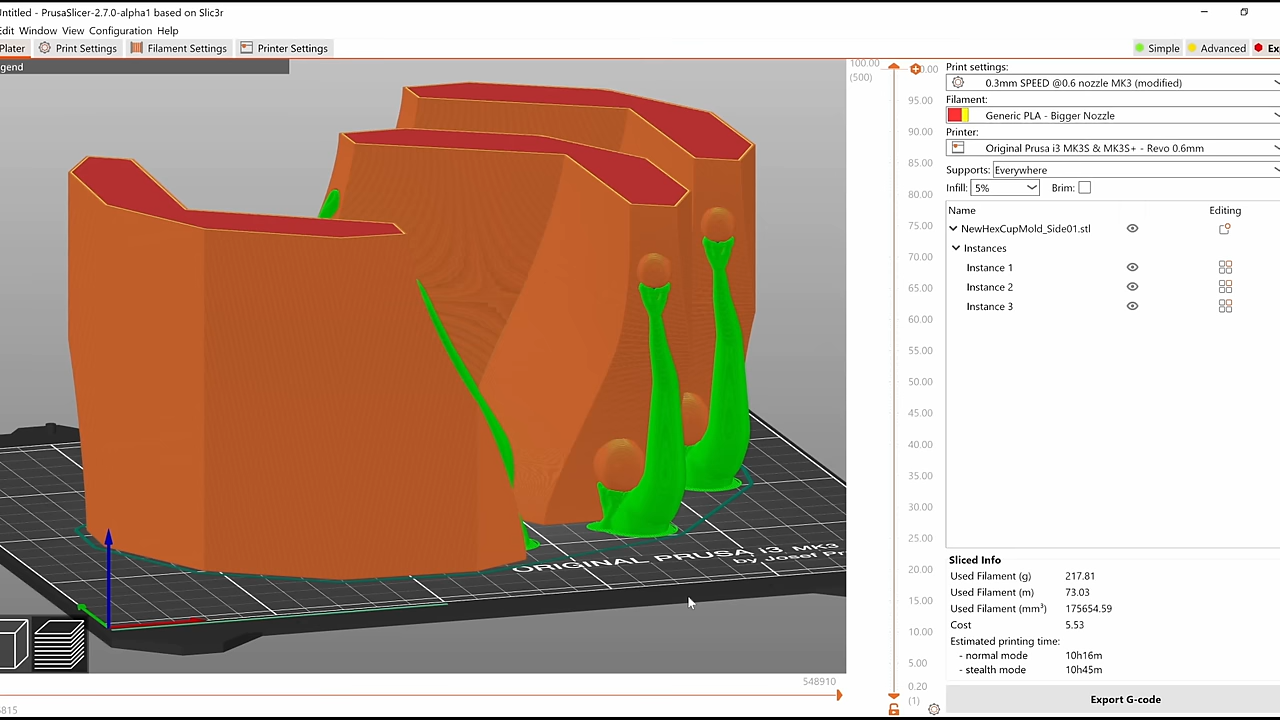 ntitled - PrusaSlicer-2.7.0-alpha1 based on Slic3r
Edit Window View Configuration Help
Plater Print Settings Filament Settings Printer Settings Simple Advanced Ex
gend
100.00
(500)
95.00
90.00
85.00
80.00
75.00
70.00
65.00
60.00
55.00
50.00
45.00
40.00
35.00
30.00
25.00
20.00
15.00
10.00
5.00
0.20
(1)
Print settings:
0.3mm SPEED @0.6 nozzle MK3 (modified)
Filament:
Generic PLA - Bigger Nozzle
Printer:
Original Prusa i3 MK3S & MK3S+ - Revo 0.6mm
Supports: Everywhere
Infill: 5% Brim:
Name Editing
NewHexCupMold_Side01.stl
Instances
Instance 1
Instance 2
Instance 3
ORIGINAL PRUSA i3 MK3
by Josef Pr
Sliced Info
Used Filament (g) 217.81
Used Filament (m) 73.03
Used Filament (mm³) 175654.59
Cost 5.53
Estimated printing time:
- normal mode 10h16m
- stealth mode 10h45m
548910
5815
Export G-code